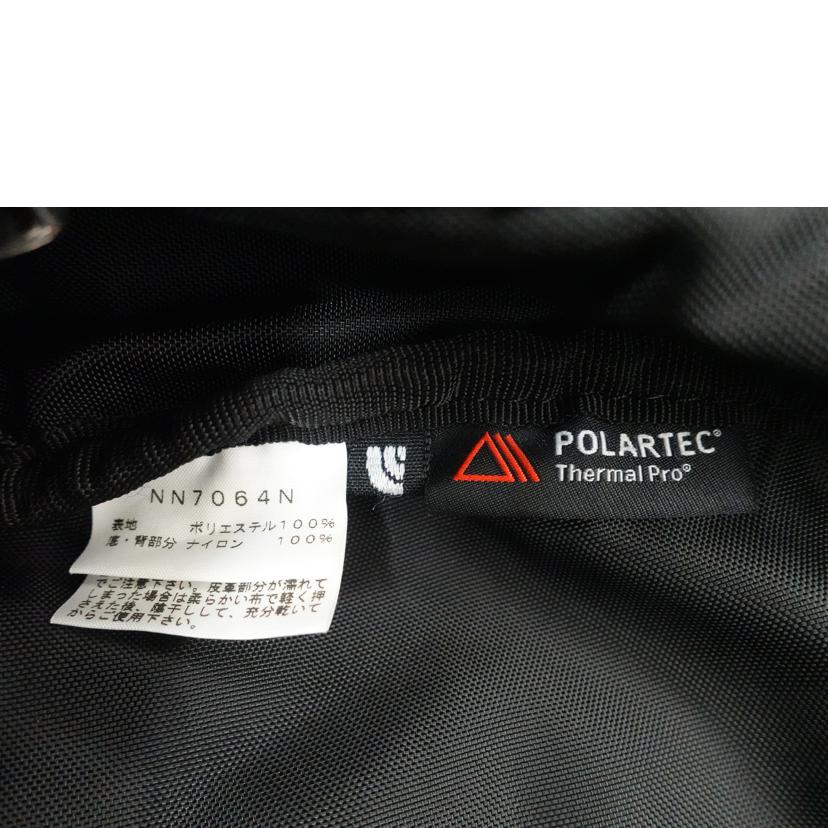 NN7064N
表地 ポリエステル100%
底・背部分 ナイロン 100%
でご注意下さい。皮革部分が濡れて
しまった場合は柔らかい布で軽く押
さえた後、陰干しして、充分乾いて
からご使用下さい。
POLARTEC®
Thermal Pro®